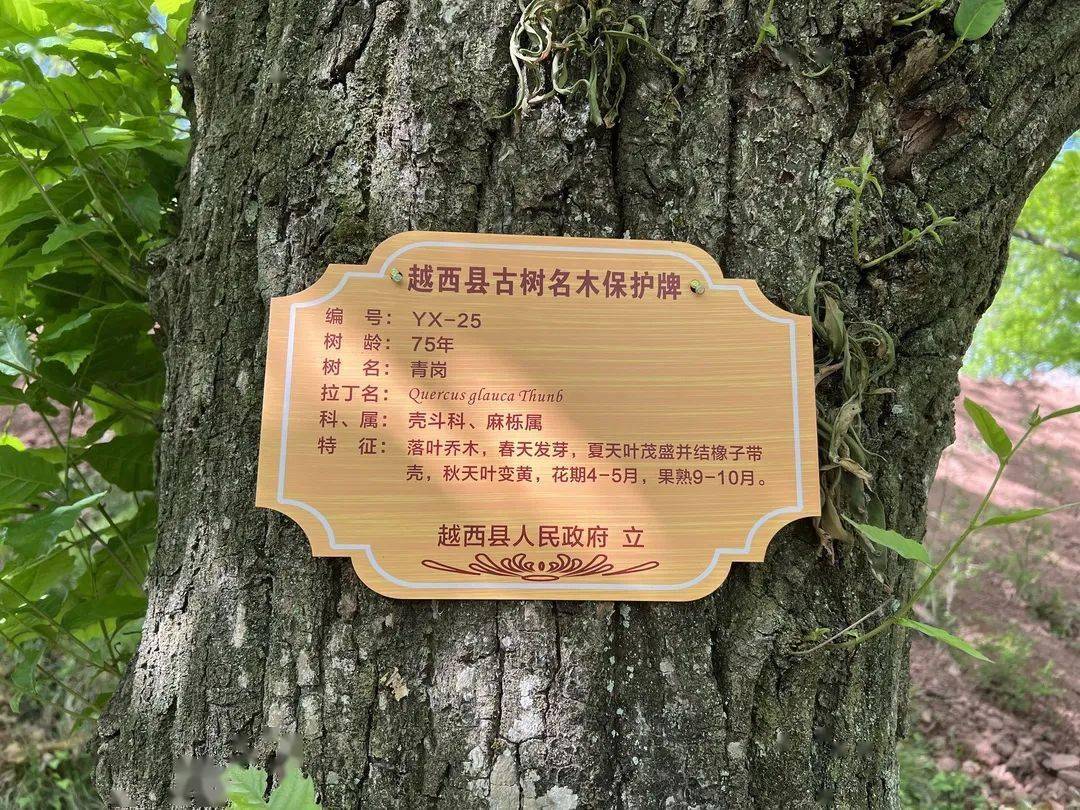 越西县古树名木保护牌
编 号： YX-25
树 龄： 75年
树 名： 青岗
拉丁名： Quercus glauca Thunb
科、属： 壳斗科、麻栎属
特 征： 落叶乔木，春天发芽，夏天叶茂盛并结橡子带
壳，秋天叶变黄，花期4-5月，果熟9-10月。
越西县人民政府 立